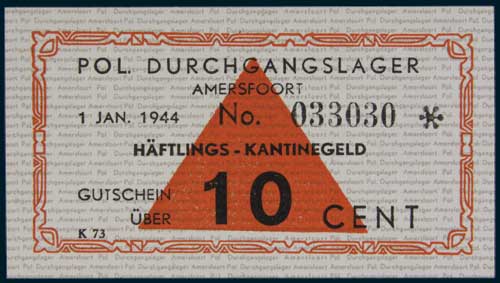 POL. DURCHGANGSLAGER
AMERSFOORT
1 JAN. 1944 No. 033030 *
HÄFTLINGS - KANTINEGELD
GUTSCHEIN
ÜBER 10 CENT
K 73